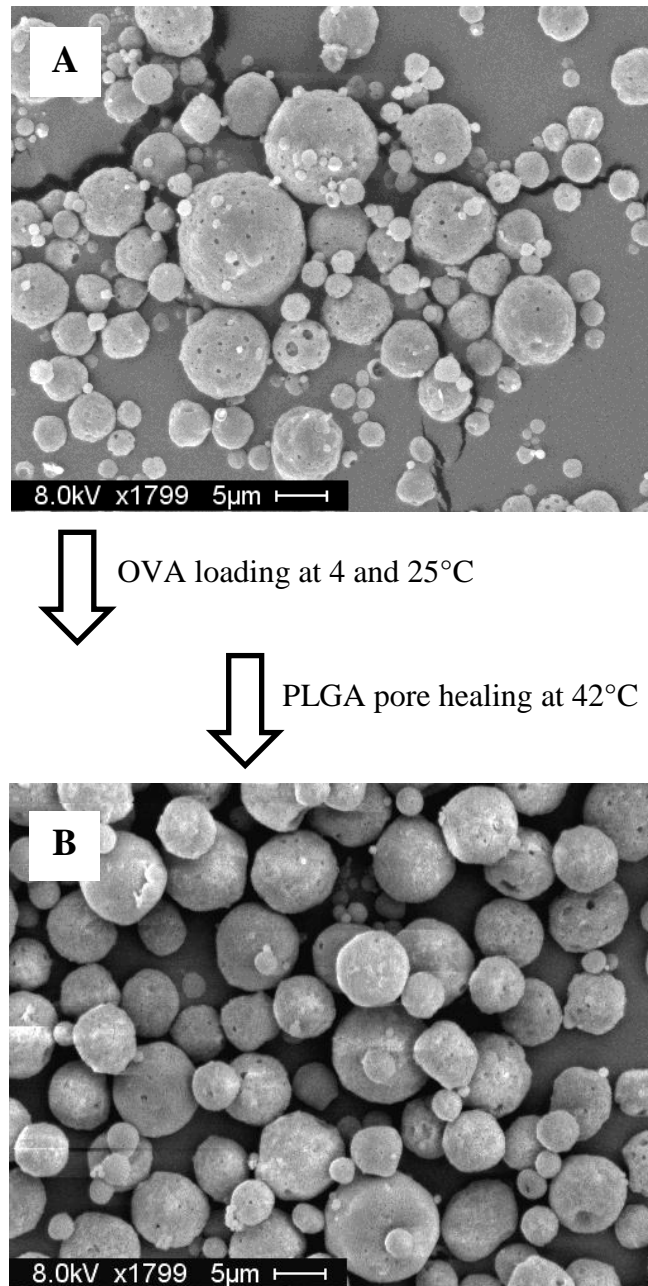 A
8.0kV x1799 5µm
OVA loading at 4 and 25°C
PLGA pore healing at 42°C
B
8.0kV x1799 5µm